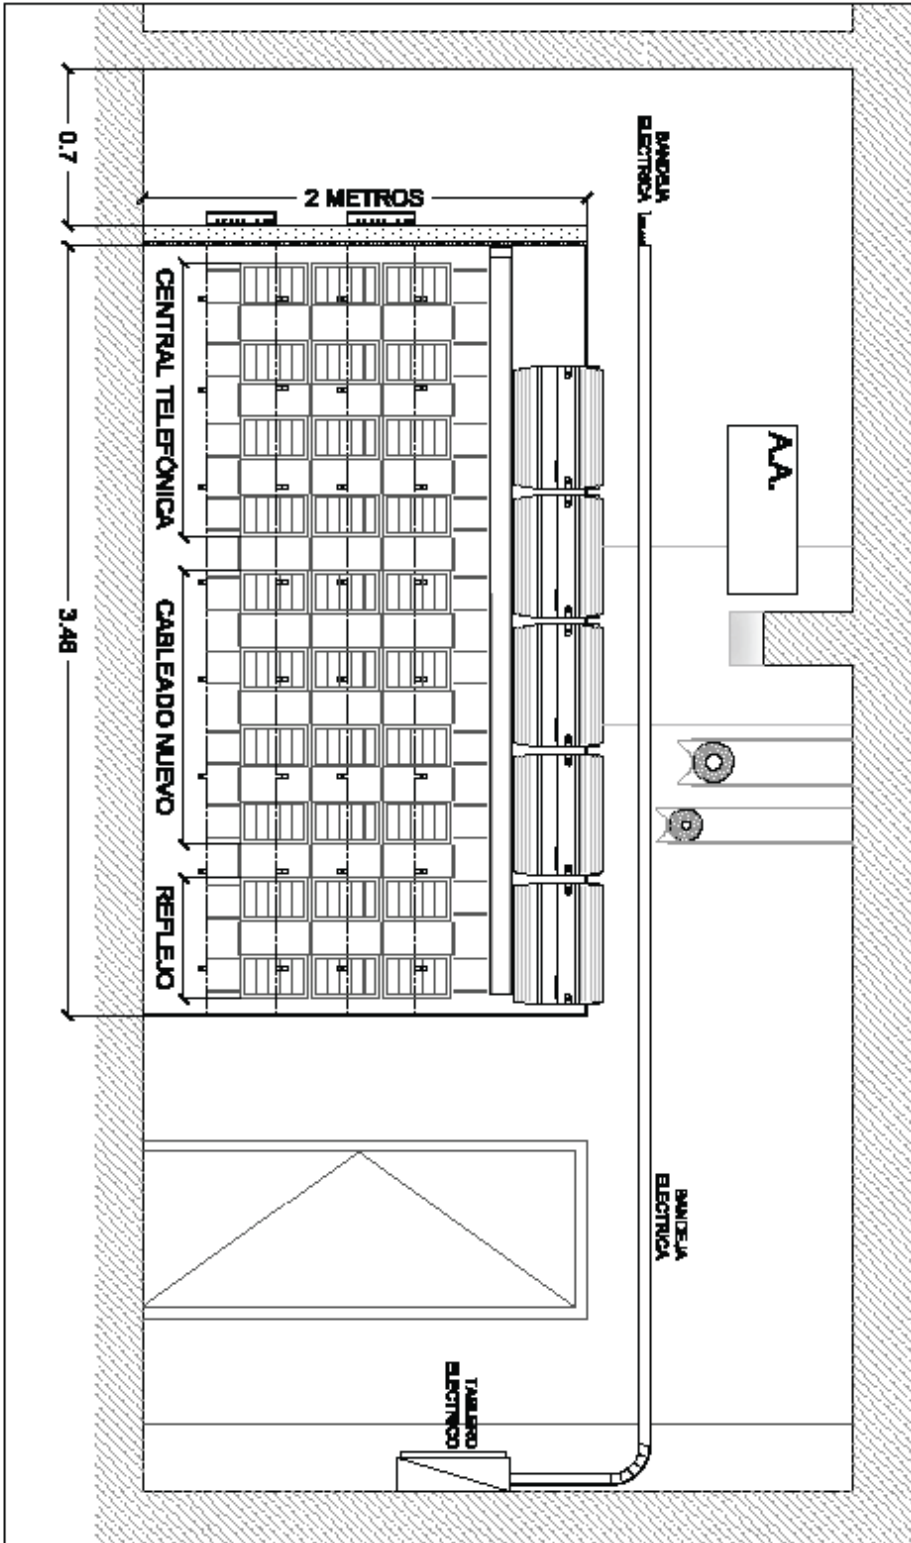 BANDEJA
ELECTRICA
0.7
2 METROS
A.A.
CENTRAL TELEFÓNICA
CABLEADO NUEVO
REFLEJO
3.48
BANDEJA
ELECTRICA
TABLERO
ELECTRICO